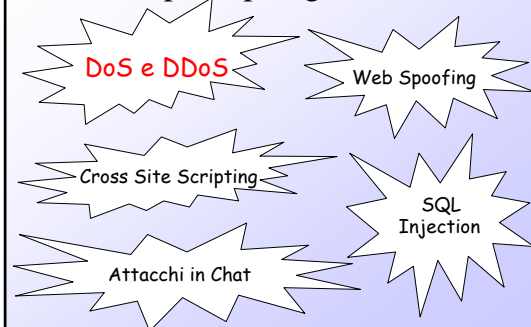 DoS e DDoS
Web Spoofing
Cross Site Scripting
SQL
Injection
Attacchi in Chat